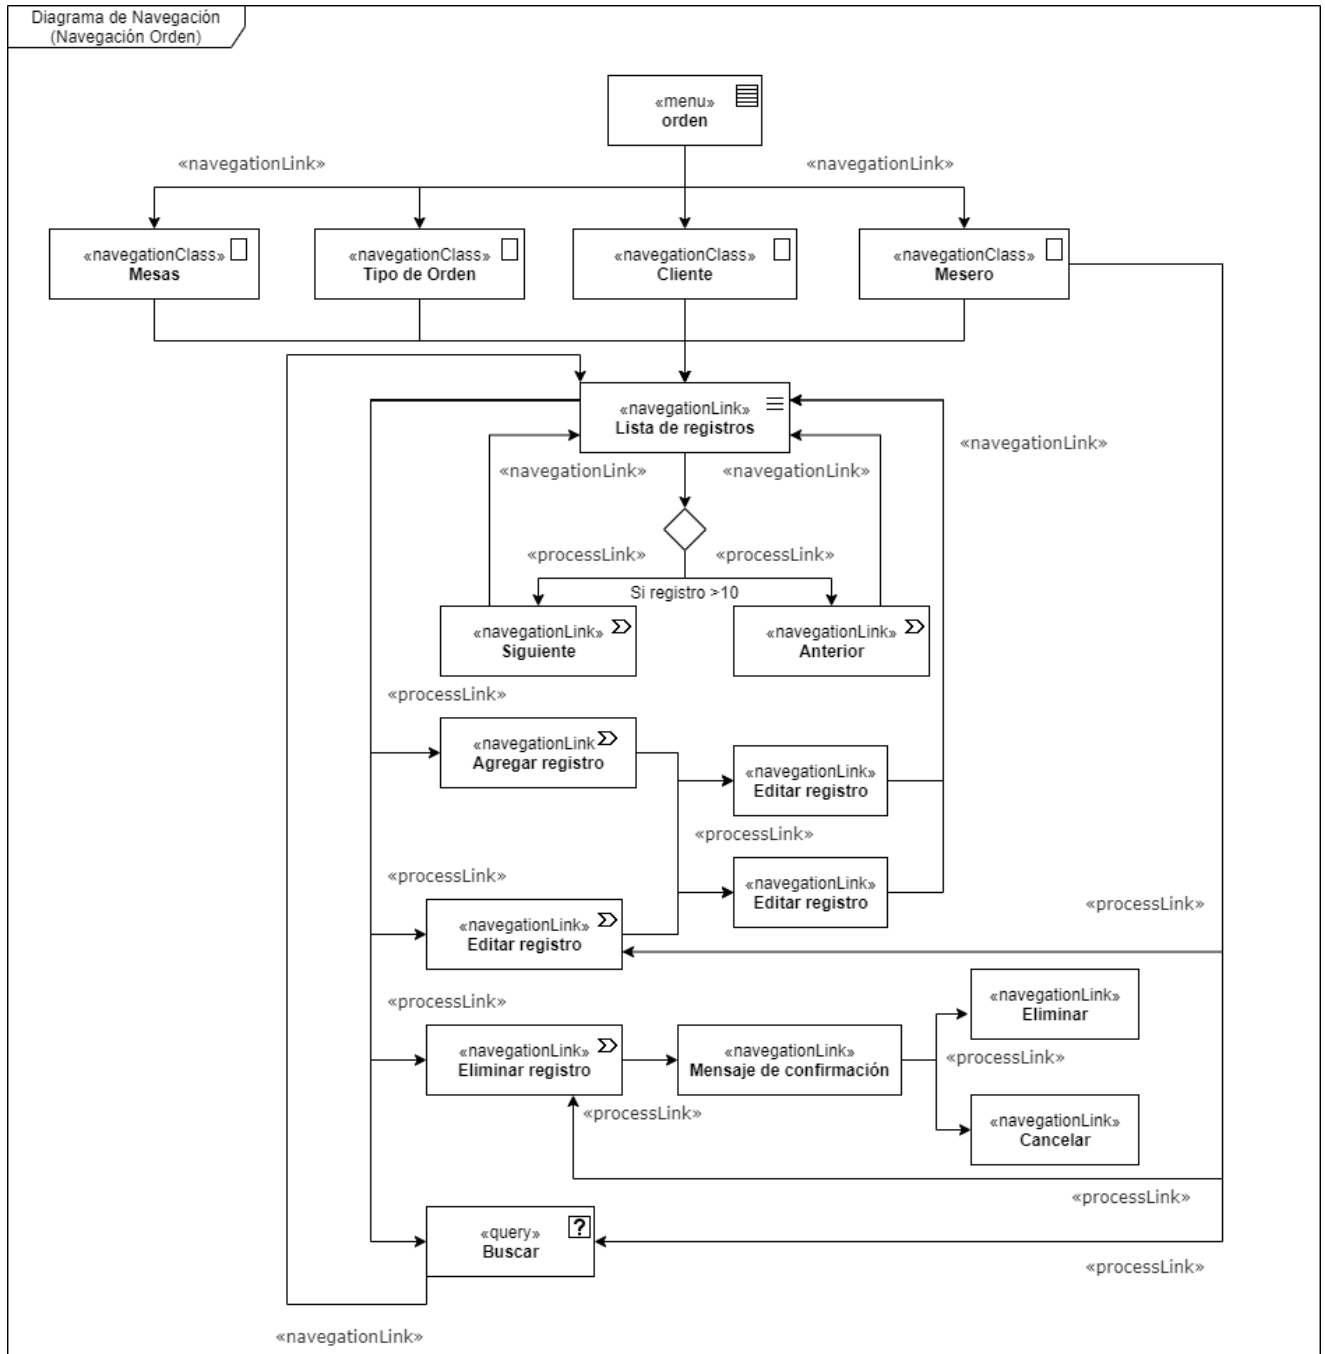 Diagrama de Navegación
(Navegación Orden)
«menu»
orden
«navegationLink»
«navegationLink»
«navegationClass»
Mesas
«navegationClass»
Tipo de Orden
«navegationClass»
Cliente
«navegationClass»
Mesero
«navegationLink»
Lista de registros
«navegationLink»
«navegationLink»
«navegationLink»
«processLink»
«processLink»
Si registro >10
«navegationLink»
Siguiente
«navegationLink»
Anterior
«processLink»
«navegationLink
Agregar registro
«navegationLink»
Editar registro
«processLink»
«processLink»
«navegationLink»
Editar registro
«navegationLink»
Editar registro
«processLink»
«processLink»
«navegationLink»
Eliminar
«navegationLink»
Eliminar registro
«navegationLink»
Mensaje de confirmación
«processLink»
«processLink»
«navegationLink»
Cancelar
«processLink»
«query»
?
Buscar
«processLink»
«navegationLink»